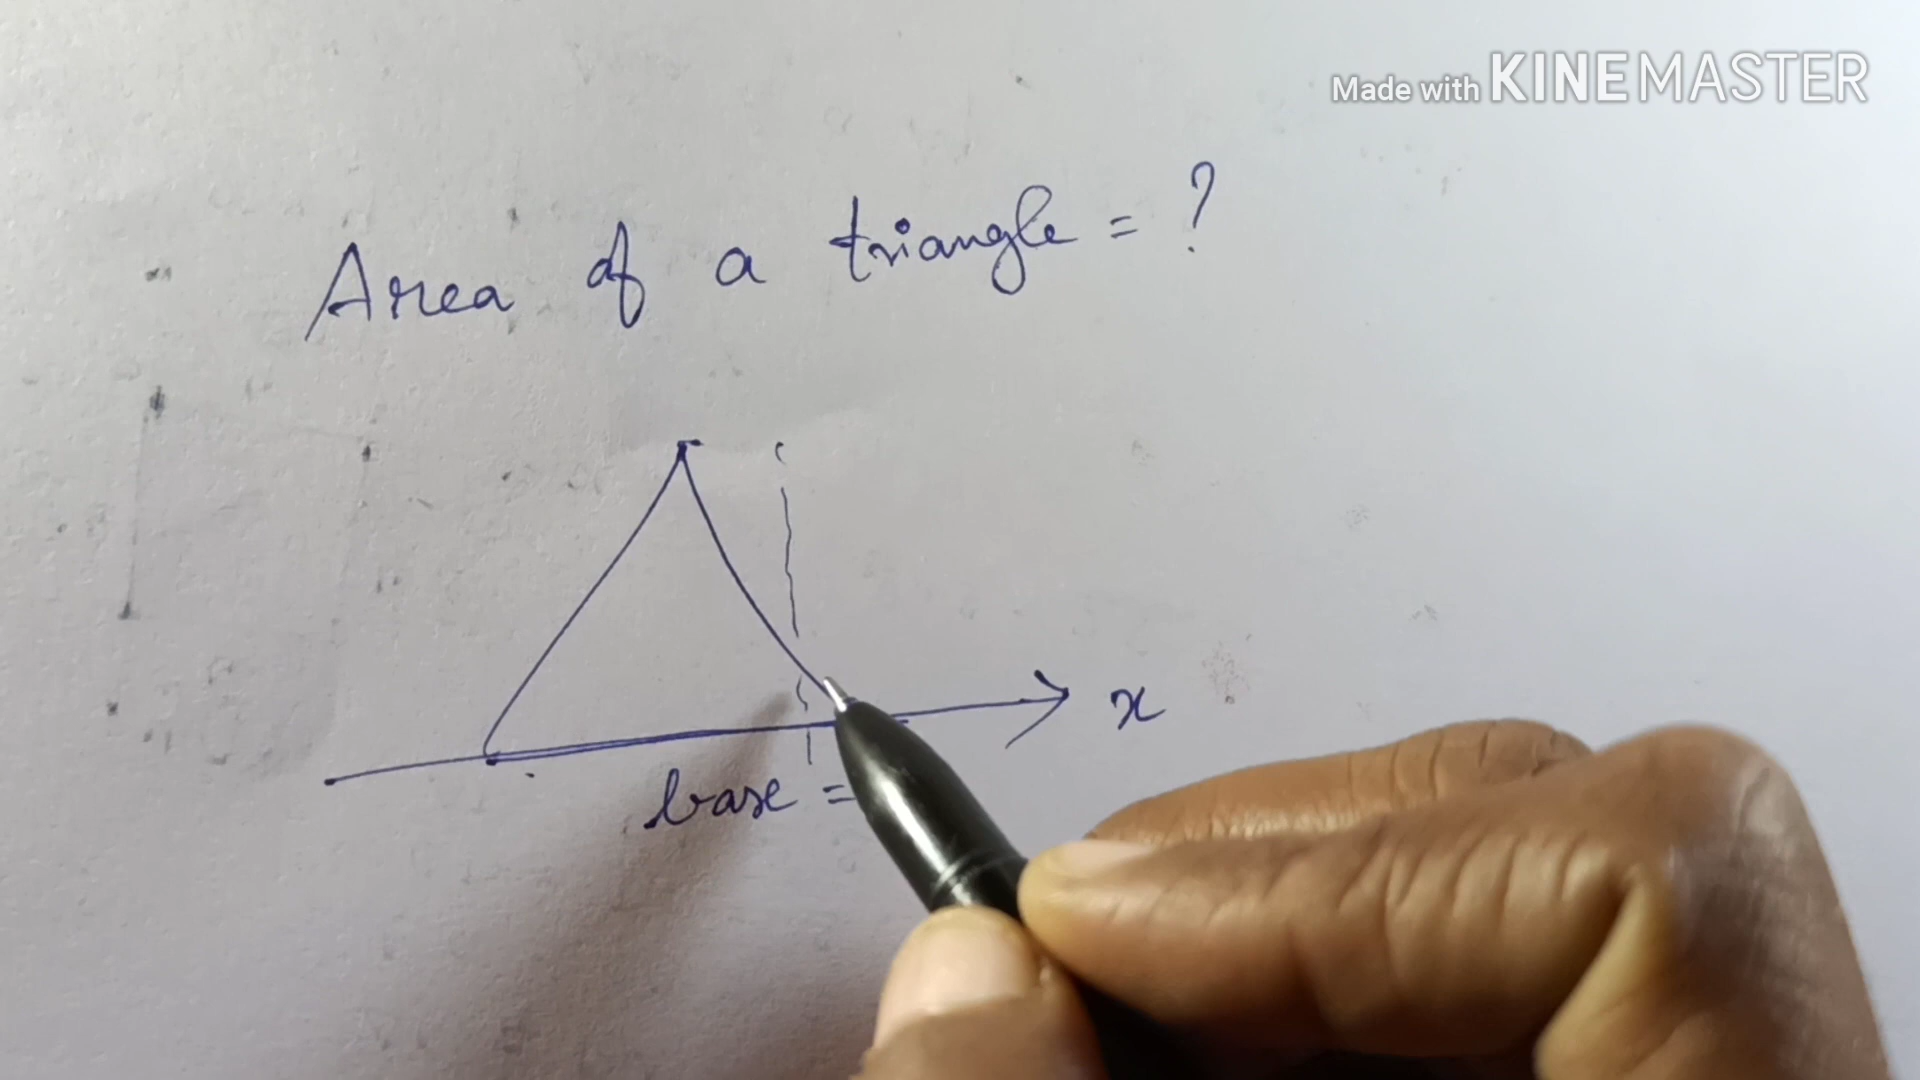 Made with KINEMASTER
Area of a triangle = ?
x
base =